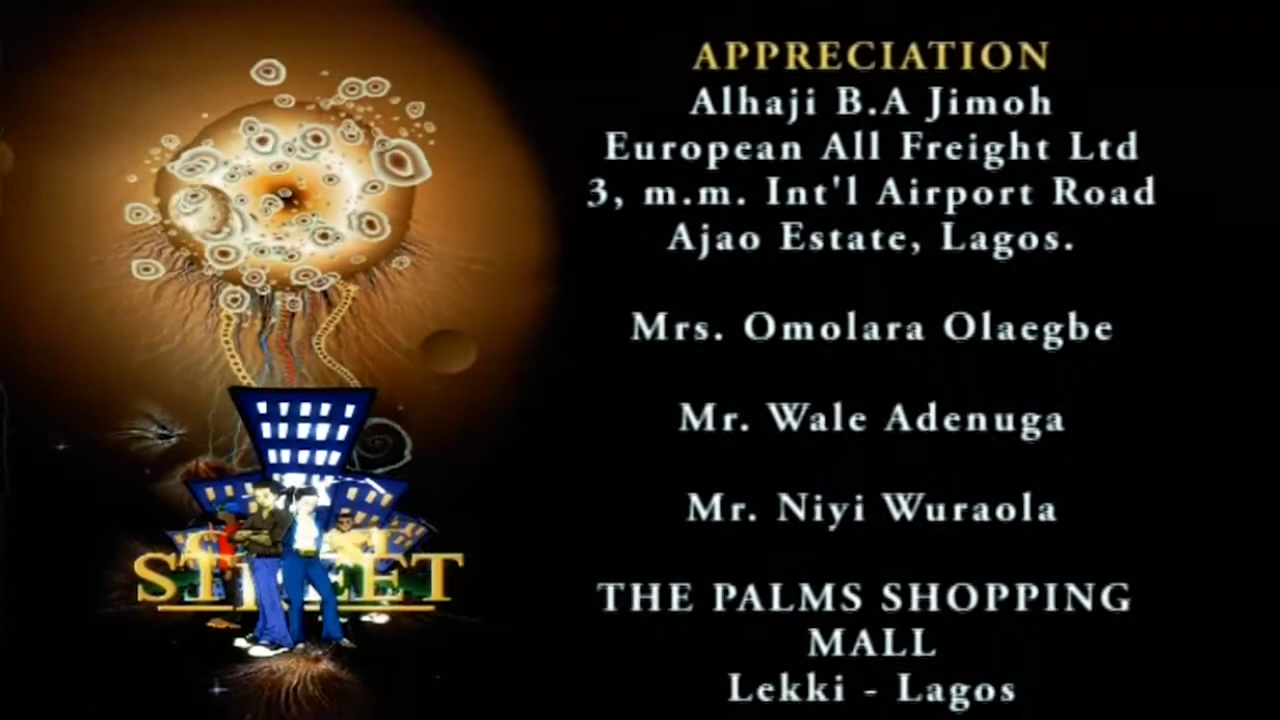 APPRECIATION
Alhaji B.A Jimoh
European All Freight Ltd
3, m.m. Int'l Airport Road
Ajao Estate, Lagos.
Mrs. Omolara Olaegbe
Mr. Wale Adenuga
Mr. Niyi Wuraola
THE PALMS SHOPPING
MALL
Lekki - Lagos
STREET